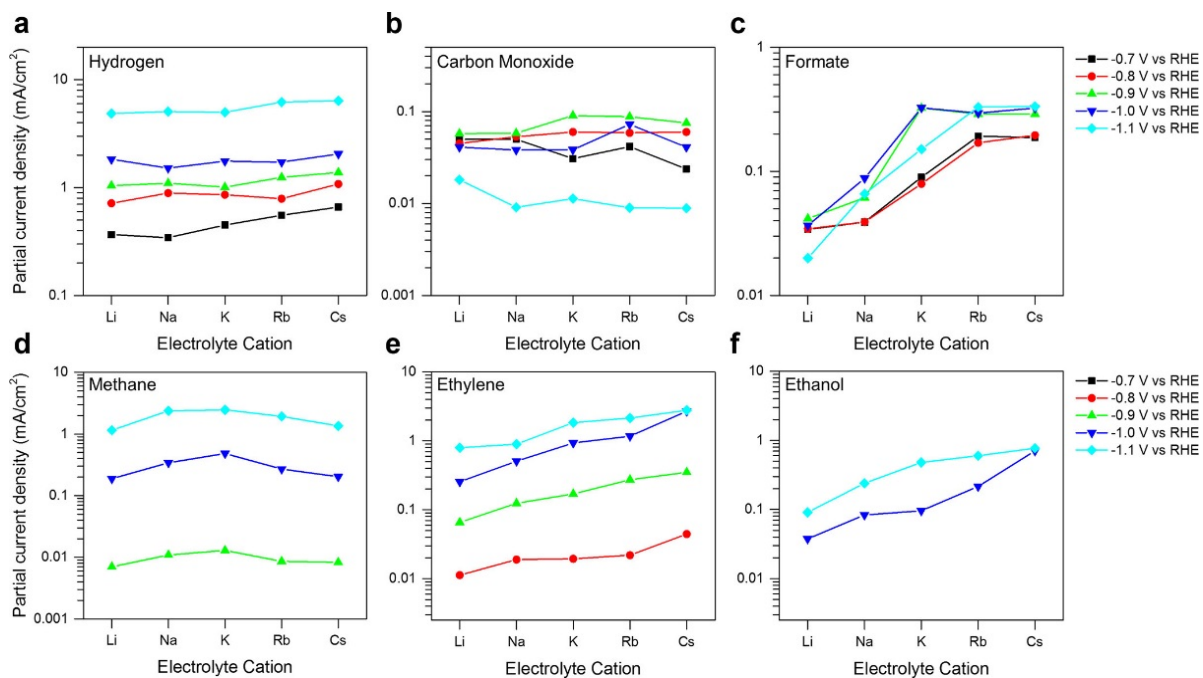 a
Hydrogen
10
1
0.1
Li Na K Rb Cs
Electrolyte Cation
Partial current density (mA/cm²)
b
Carbon Monoxide
0.1
0.01
0.001
Li Na K Rb Cs
Electrolyte Cation
c
Formate
1
0.1
0.01
Li Na K Rb Cs
Electrolyte Cation
-0.7 V vs RHE
-0.8 V vs RHE
-0.9 V vs RHE
-1.0 V vs RHE
-1.1 V vs RHE
d
Methane
10
1
0.1
0.01
0.001
Li Na K Rb Cs
Electrolyte Cation
Partial current density (mA/cm²)
e
Ethylene
10
1
0.1
0.01
Li Na K Rb Cs
Electrolyte Cation
f
Ethanol
10
1
0.1
0.01
Li Na K Rb Cs
Electrolyte Cation
-0.7 V vs RHE
-0.8 V vs RHE
-0.9 V vs RHE
-1.0 V vs RHE
-1.1 V vs RHE